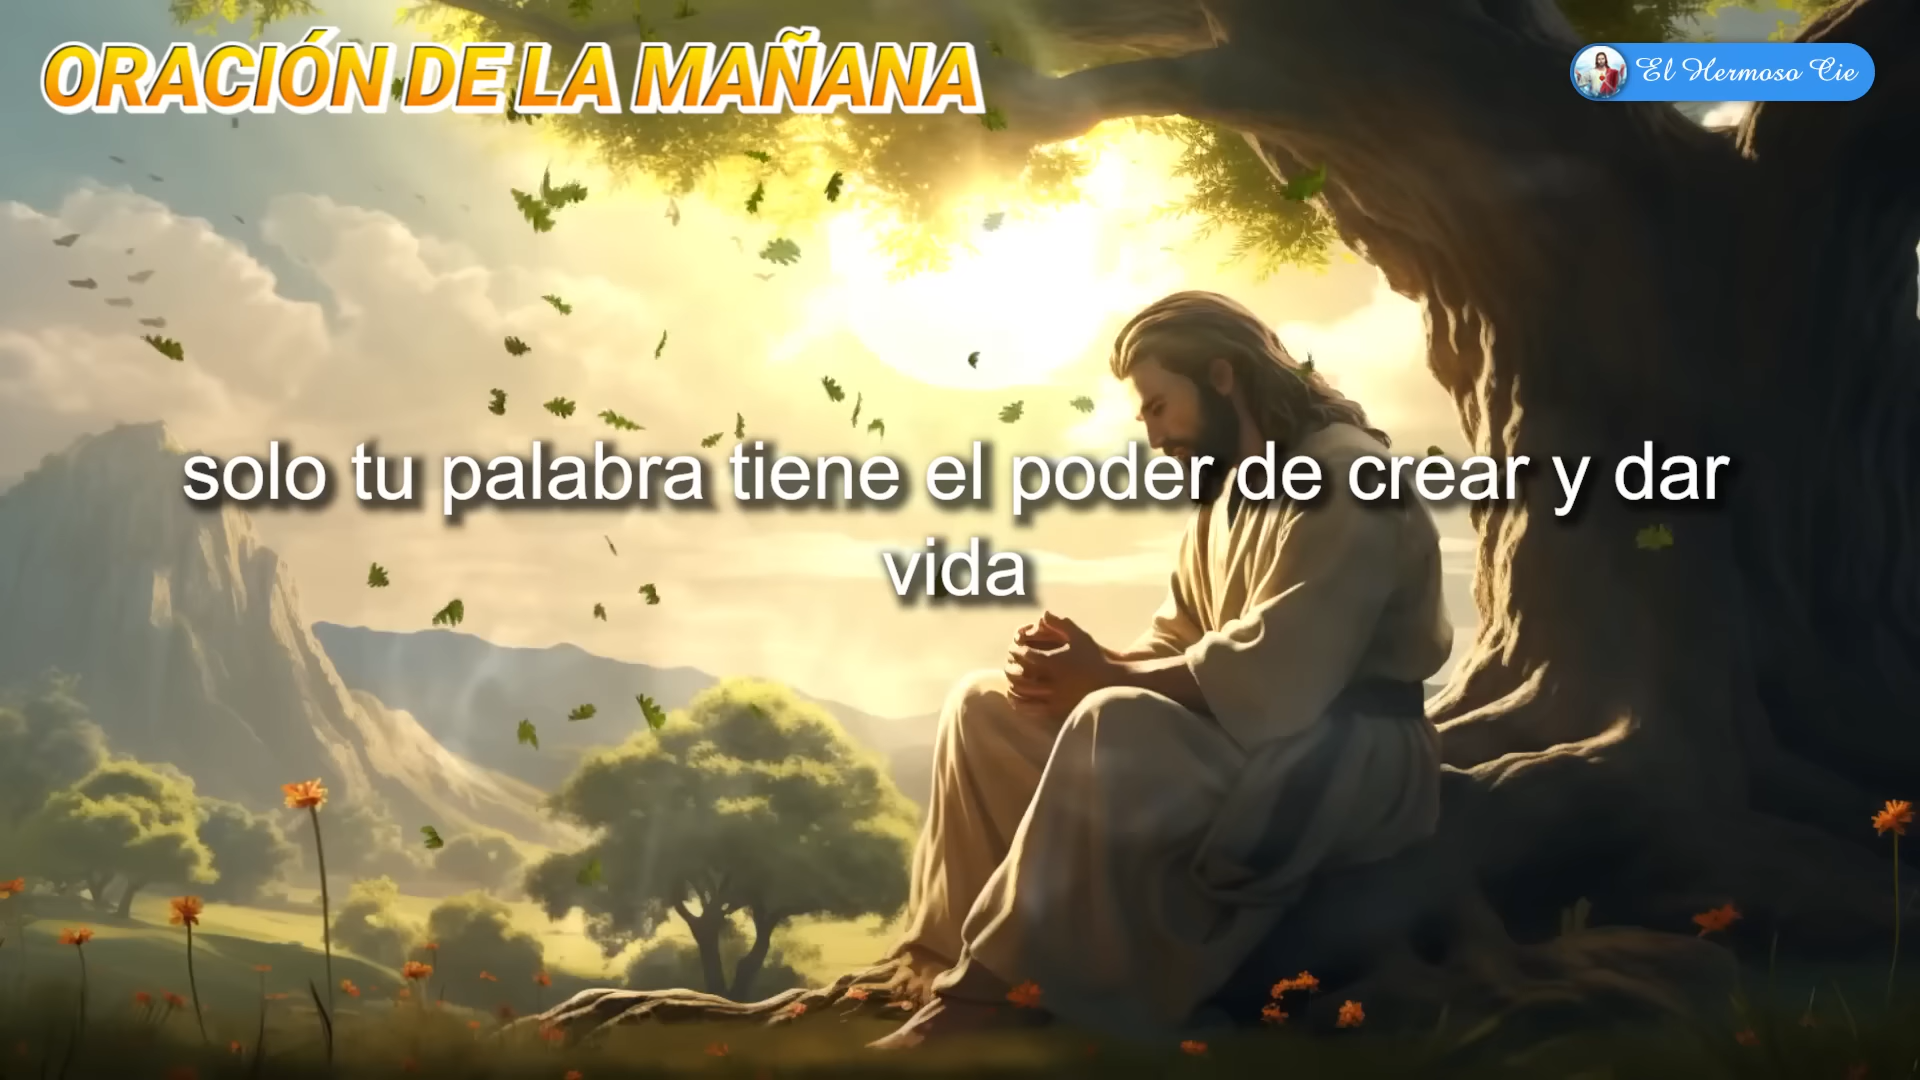 ORACIÓN DE LA MAÑANA
El Hermoso Cie
solo tu palabra tiene el poder de crear y dar
vida